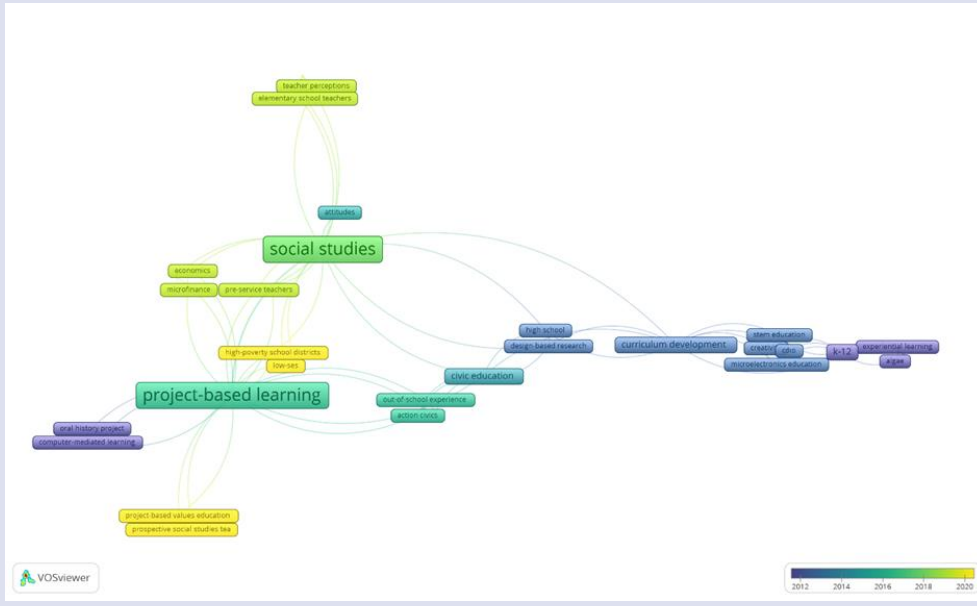 teacher perceptions
elementary school teachers
attitudes
social studies
economics
microfinance
pre-service teachers
high school
design-based research
curriculum development
stem education
cdio
microelectronics education
k-12
experiential learning
algae
high-poverty school districts
low-ses
civic education
project-based learning
out-of school experience
action civics
oral history project
computer-mediated learning
project-based values education
prospective social studies tea
VOSviewer
2012 2014 2016 2018 2020